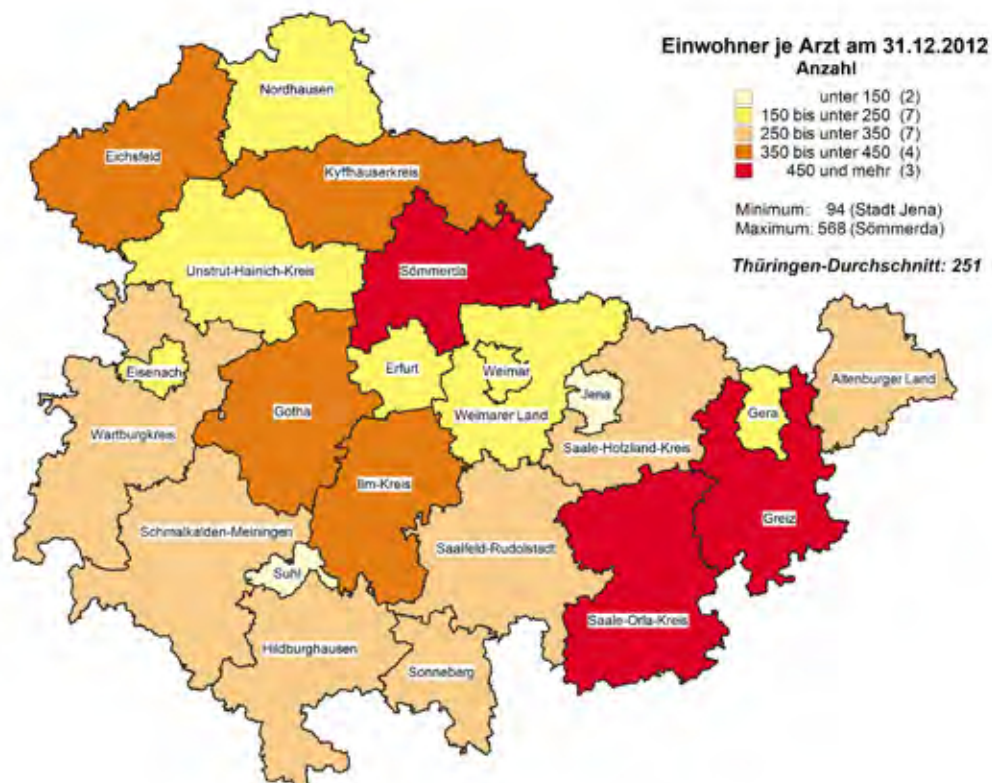 Einwohner je Arzt am 31.12.2012
Anzahl
unter 150 (2)
150 bis unter 250 (7)
250 bis unter 350 (7)
350 bis unter 450 (4)
450 und mehr (3)
Minimum: 94 (Stadt Jena)
Maximum: 568 (Sömmerda)
Thüringen-Durchschnitt: 251
Nordhausen
Eichsfeld
Kyffhäuserkreis
Unstrut-Hainich-Kreis
Sömmerda
Eisenach
Erfurt
Weimar
Altenburger Land
Jena
Gotha
Weimarer Land
Gera
Wartburgkreis
Saale-Holzland-Kreis
Ilm-Kreis
Greiz
Schmalkalden-Meiningen
Saalfeld-Rudolstadt
Suhl
Saale-Orla-Kreis
Hildburghausen
Sonneberg